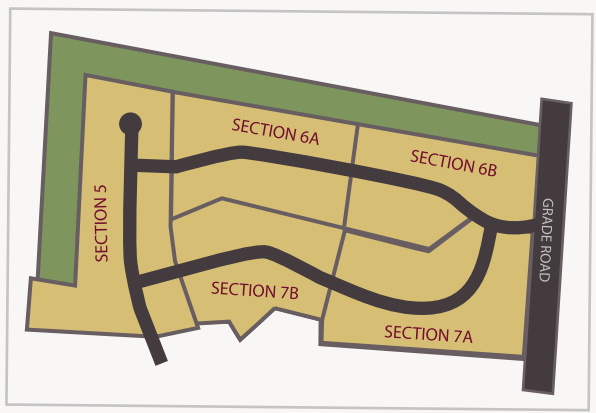 SECTION 6A
SECTION 6B
SECTION 5
GRADE ROAD
SECTION 7B
SECTION 7A